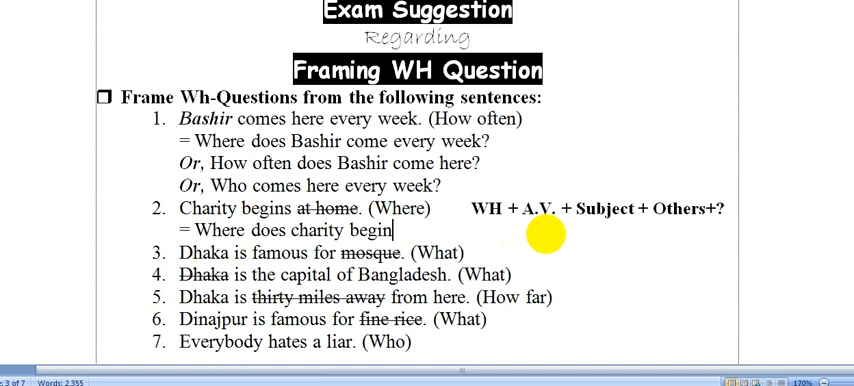 Exam Suggestion
Regarding
Framing WH Question
❒ Frame Wh-Questions from the following sentences:
1. Bashir comes here every week. (How often)
= Where does Bashir come every week?
Or, How often does Bashir come here?
Or, Who comes here every week?
2. Charity begins at home. (Where) WH + A.V. + Subject + Others+?
= Where does charity begin
3. Dhaka is famous for mosque. (What)
4. Dhaka is the capital of Bangladesh. (What)
5. Dhaka is thirty miles away from here. (How far)
6. Dinajpur is famous for fine rice. (What)
7. Everybody hates a liar. (Who)
: 3 of 7 Words: 2,355 170%